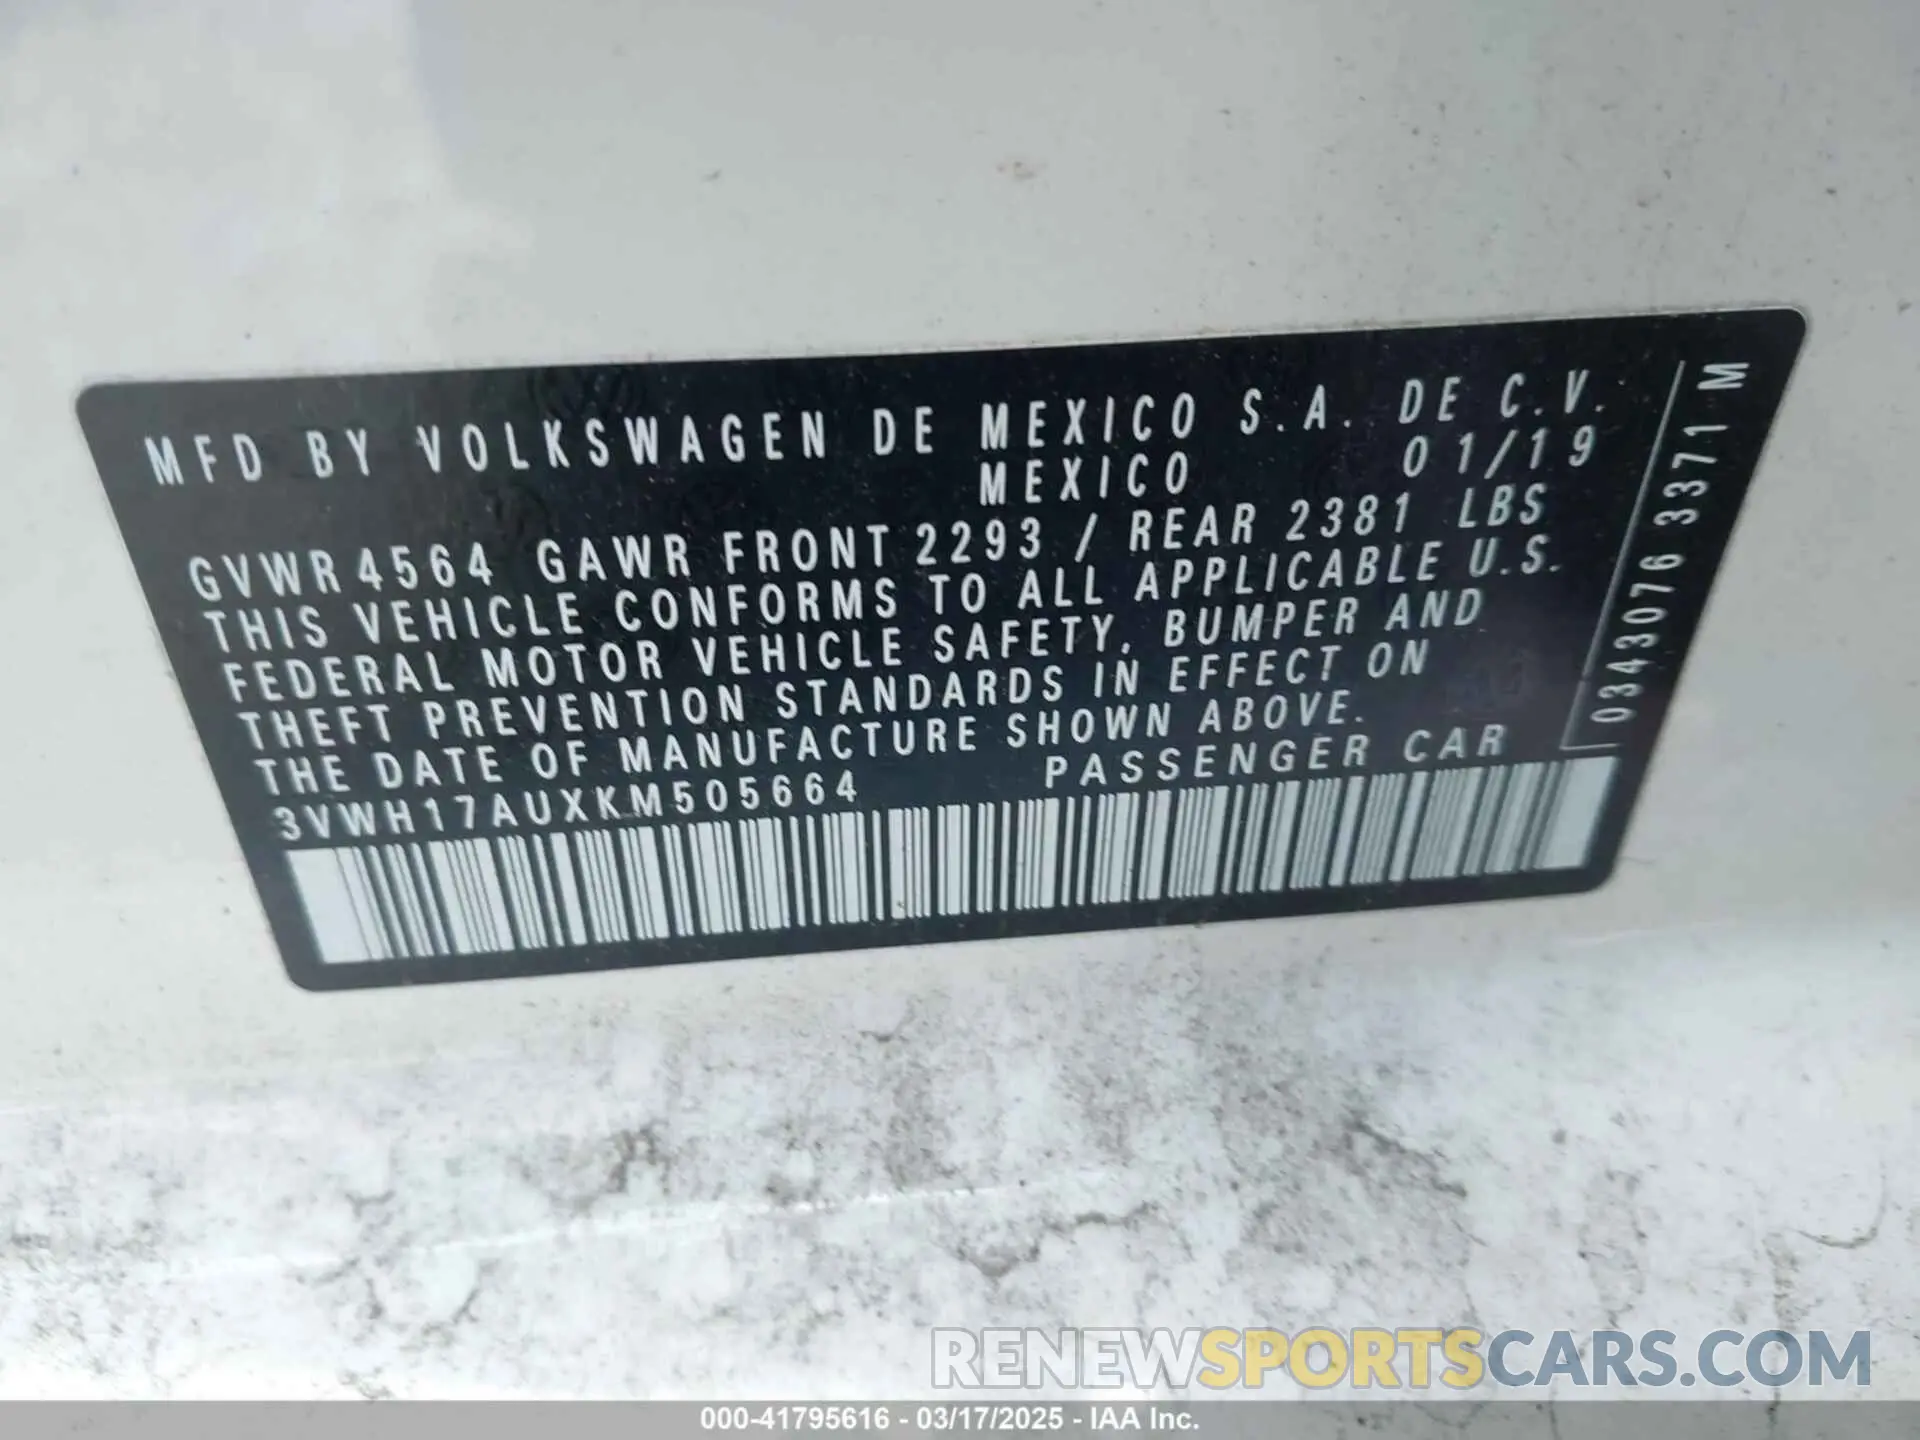 MFD BY VOLKSWAGEN DE MEXICO S.A. DE C.V.
MEXICO 01/19
GVWR 4564 GAWR FRONT 2293 / REAR 2381 LBS
THIS VEHICLE CONFORMS TO ALL APPLICABLE U.S.
FEDERAL MOTOR VEHICLE SAFETY, BUMPER AND
THEFT PREVENTION STANDARDS IN EFFECT ON
THE DATE OF MANUFACTURE SHOWN ABOVE.
3VWH17AUXKM505664 PASSENGER CAR
0343076 3371 M
RENEWSPORTSCARS.COM
000-41795616 - 03/17/2025 - IAA Inc.